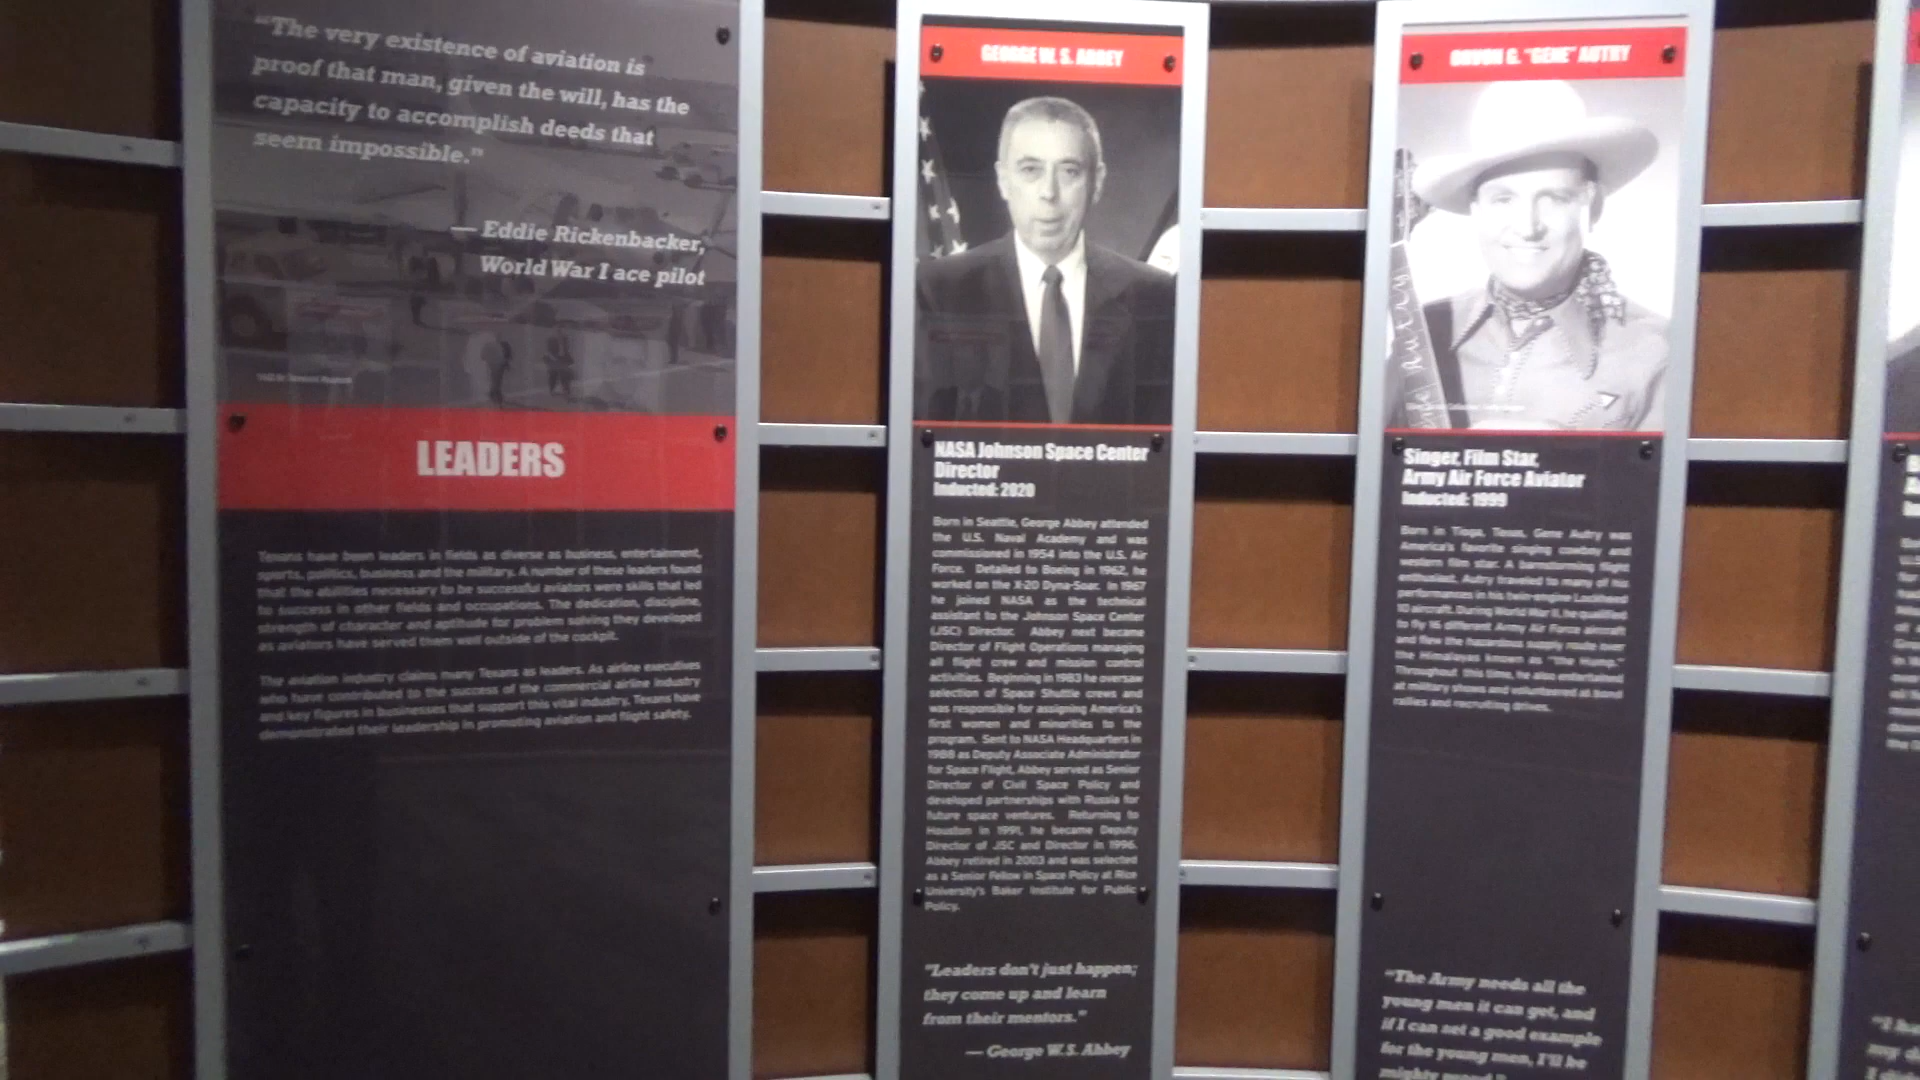 “The very existence of aviation is
proof that man, given the will, has the
capacity to accomplish deeds that
seem impossible.”
— Eddie Rickenbacker,
World War I ace pilot
LEADERS
Texans have been leaders in fields as diverse as business, entertainment,
sports, politics, business and the military. A number of these leaders found
that the abilities necessary to be successful aviators were skills that led
to success in other fields and occupations. The dedication, discipline,
strength of character and aptitude for problem solving they developed
as aviators have served them well outside of the cockpit.
The aviation industry claims many Texans as leaders. As airline executives
who have contributed to the success of the commercial airline industry
and key figures in businesses that support this vital industry, Texans have
demonstrated their leadership in promoting aviation and flight safety.
GEORGE W. S. ABBEY
NASA Johnson Space Center
Director
Inducted: 2020
Born in Seattle, George Abbey attended
the U.S. Naval Academy and was
commissioned in 1954 into the U.S. Air
Force. Detailed to Boeing in 1962, he
worked on the X-20 Dyna-Soar. In 1967
he joined NASA as the technical
assistant to the Johnson Space Center
(JSC) Director. Abbey next became
Director of Flight Operations managing
all flight crew and mission control
activities. Beginning in 1983 he oversaw
selection of Space Shuttle crews and
was responsible for assigning America's
first women and minorities to the
program. Sent to NASA Headquarters in
1988 as Deputy Associate Administrator
for Space Flight, Abbey served as Senior
Director of Civil Space Policy and
developed partnerships with Russia for
future space ventures. Returning to
Houston in 1991, he became Deputy
Director of JSC and Director in 1996.
Abbey retired in 2003 and was selected
as a Senior Fellow in Space Policy at Rice
University's Baker Institute for Public
Policy.
"Leaders don't just happen;
they come up and learn
from their mentors."
— George W.S. Abbey
ORVON G. "GENE" AUTRY
Singer, Film Star,
Army Air Force Aviator
Inducted: 1999
Born in Tioga, Texas, Gene Autry was
America's favorite singing cowboy and
western film star. A barnstorming flight
enthusiast, Autry traveled to many of his
performances in his twin-engine Lockheed
10 aircraft. During World War II, he qualified
to fly 16 different Army Air Force aircraft
and flew the hazardous supply route over
the Himalayas known as "the Hump."
Throughout this time, he also entertained
at military shows and volunteered at bond
rallies and recruiting drives.
“The Army needs all the
young men it can get, and
if I can set a good example
for the young men, I'll be
mighty proud.”